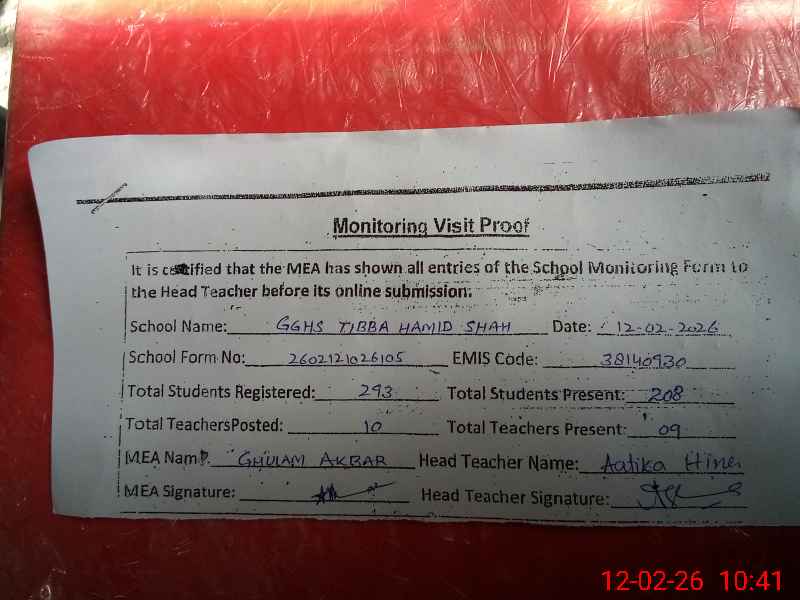 Monitoring Visit Proof
It is certified that the MEA has shown all entries of the School Monitoring Form to
the Head Teacher before its online submission.
School Name: GGHS TIBBA HAMID SHAH Date: 12-02-2026
School Form No: 2602121026105 EMIS Code: 38140930
Total Students Registered: 293 Total Students Present: 208
Total TeachersPosted: 10 Total Teachers Present: 09
MEA Name: GHULAM AKBAR Head Teacher Name: Aatika Hina
MEA Signature: Head Teacher Signature:
12-02-26 10:41